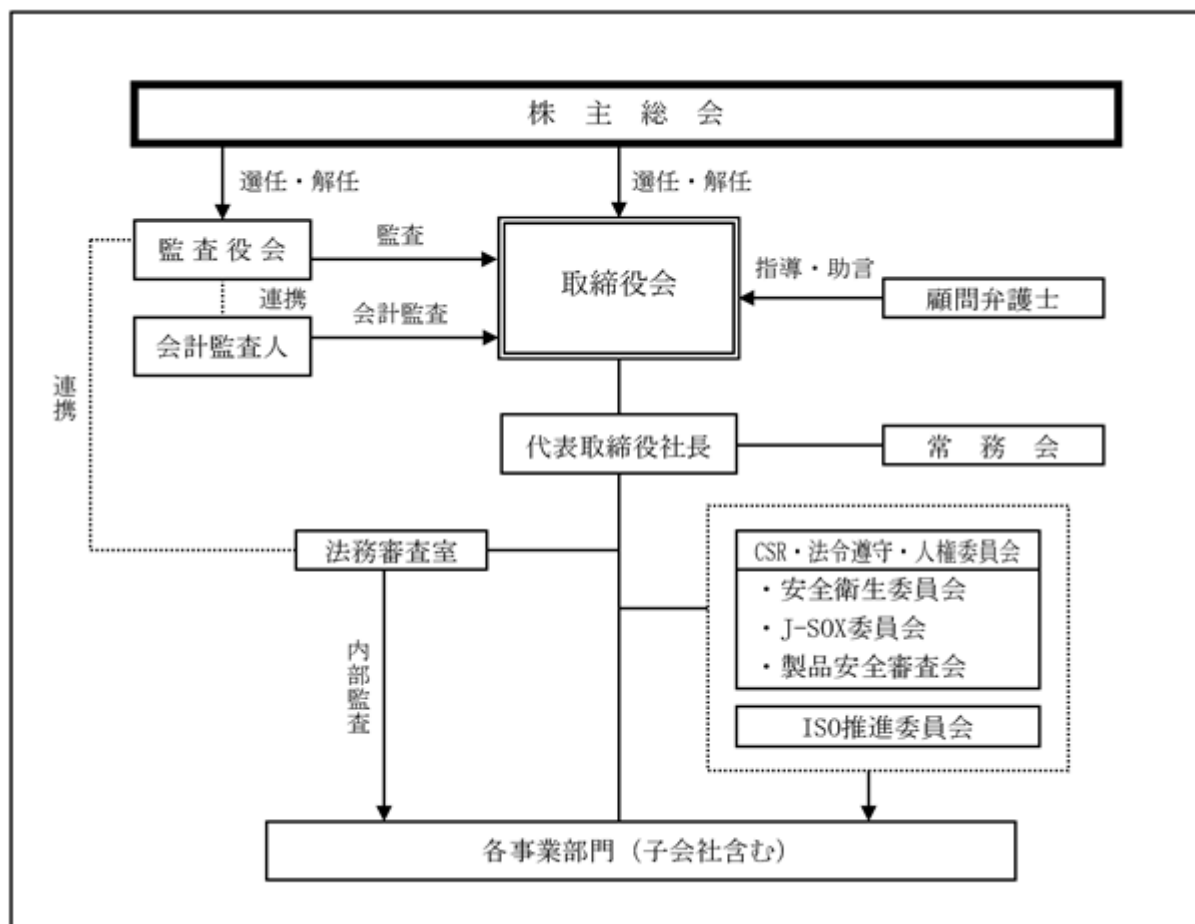 株 主 総 会
選任・解任
選任・解任
監 査 役 会
監査
取締役会
指導・助言
顧問弁護士
連携
会計監査
会計監査人
連携
代表取締役社長
常 務 会
法務審査室
CSR・法令遵守・人権委員会
・安全衛生委員会
・J-SOX委員会
・製品安全審査会
内部監査
ISO推進委員会
各事業部門（子会社含む）